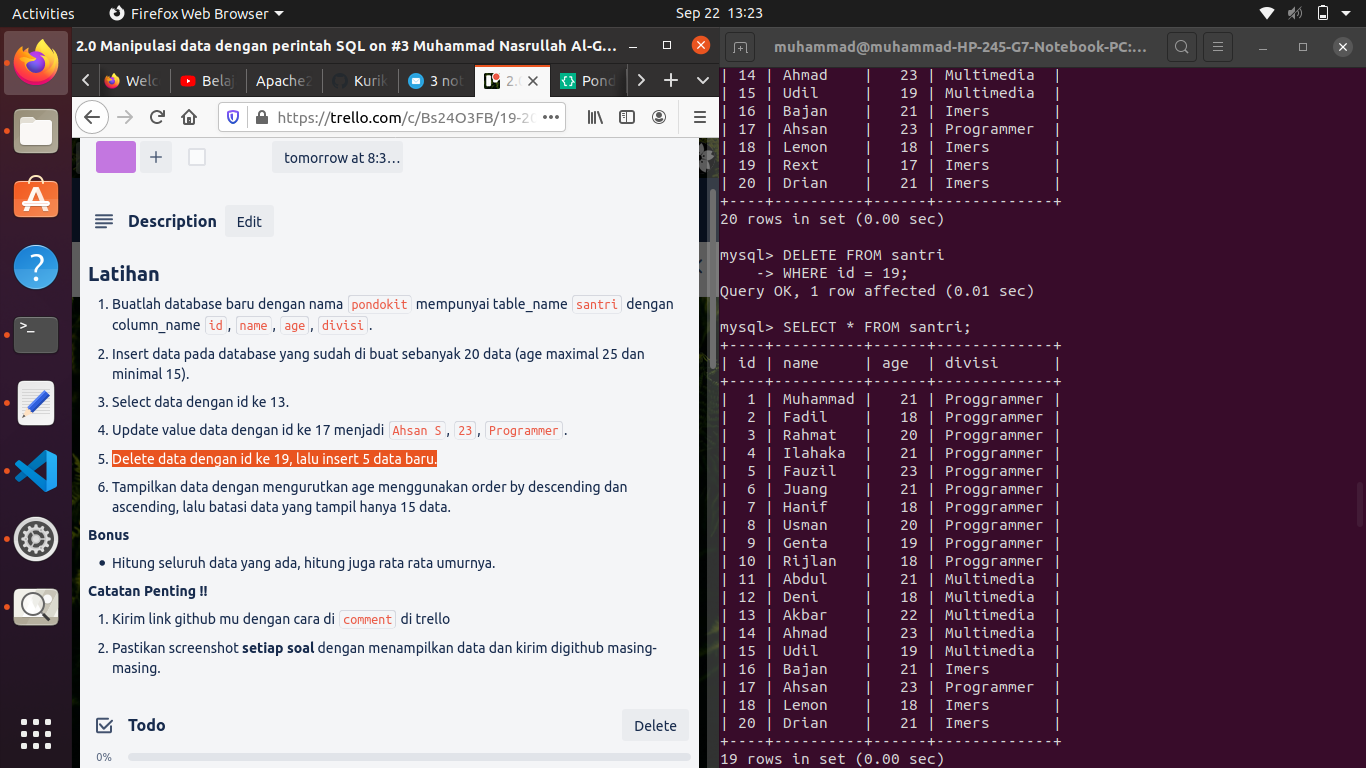 Activities
Firefox Web Browser
Sep 22 13:23
2.0 Manipulasi data dengan perintah SQL on #3 Muhammad Nasrullah Al-G...
Welc
Belaj
Apache2
Kurik
3 not
2.0
Pond
https://trello.com/c/Bs24O3FB/19-20
tomorrow at 8:3...
Description
Edit
Latihan
1. Buatlah database baru dengan nama pondokit mempunyai table_name santri dengan
column_name id, name, age, divisi.
2. Insert data pada database yang sudah di buat sebanyak 20 data (age maximal 25 dan
minimal 15).
3. Select data dengan id ke 13.
4. Update value data dengan id ke 17 menjadi Ahsan S, 23, Programmer.
5. Delete data dengan id ke 19, lalu insert 5 data baru.
6. Tampilkan data dengan mengurutkan age menggunakan order by descending dan
ascending, lalu batasi data yang tampil hanya 15 data.
Bonus
• Hitung seluruh data yang ada, hitung juga rata rata umurnya.
Catatan Penting !!
1. Kirim link github mu dengan cara di comment di trello
2. Pastikan screenshot setiap soal dengan menampilkan data dan kirim digithub masing-
masing.
Todo
Delete
0%
muhammad@muhammad-HP-245-G7-Notebook-PC:...
| 14 | Ahmad | 23 | Multimedia |
| 15 | Udil | 19 | Multimedia |
| 16 | Bajan | 21 | Imers |
| 17 | Ahsan | 23 | Programmer |
| 18 | Lemon | 18 | Imers |
| 19 | Rext | 17 | Imers |
| 20 | Drian | 21 | Imers |
+----+----------+------+-------------+
20 rows in set (0.00 sec)
mysql> DELETE FROM santri
-> WHERE id = 19;
Query OK, 1 row affected (0.01 sec)
mysql> SELECT * FROM santri;
+----+----------+------+-------------+
| id | name | age | divisi |
+----+----------+------+-------------+
| 1 | Muhammad | 21 | Proggrammer |
| 2 | Fadil | 18 | Proggrammer |
| 3 | Rahmat | 20 | Proggrammer |
| 4 | Ilahaka | 21 | Proggrammer |
| 5 | Fauzil | 23 | Proggrammer |
| 6 | Juang | 21 | Proggrammer |
| 7 | Hanif | 18 | Proggrammer |
| 8 | Usman | 20 | Proggrammer |
| 9 | Genta | 19 | Proggrammer |
| 10 | Rijlan | 18 | Proggrammer |
| 11 | Abdul | 21 | Multimedia |
| 12 | Deni | 18 | Multimedia |
| 13 | Akbar | 22 | Multimedia |
| 14 | Ahmad | 23 | Multimedia |
| 15 | Udil | 19 | Multimedia |
| 16 | Bajan | 21 | Imers |
| 17 | Ahsan | 23 | Programmer |
| 18 | Lemon | 18 | Imers |
| 20 | Drian | 21 | Imers |
+----+----------+------+-------------+
19 rows in set (0.00 sec)